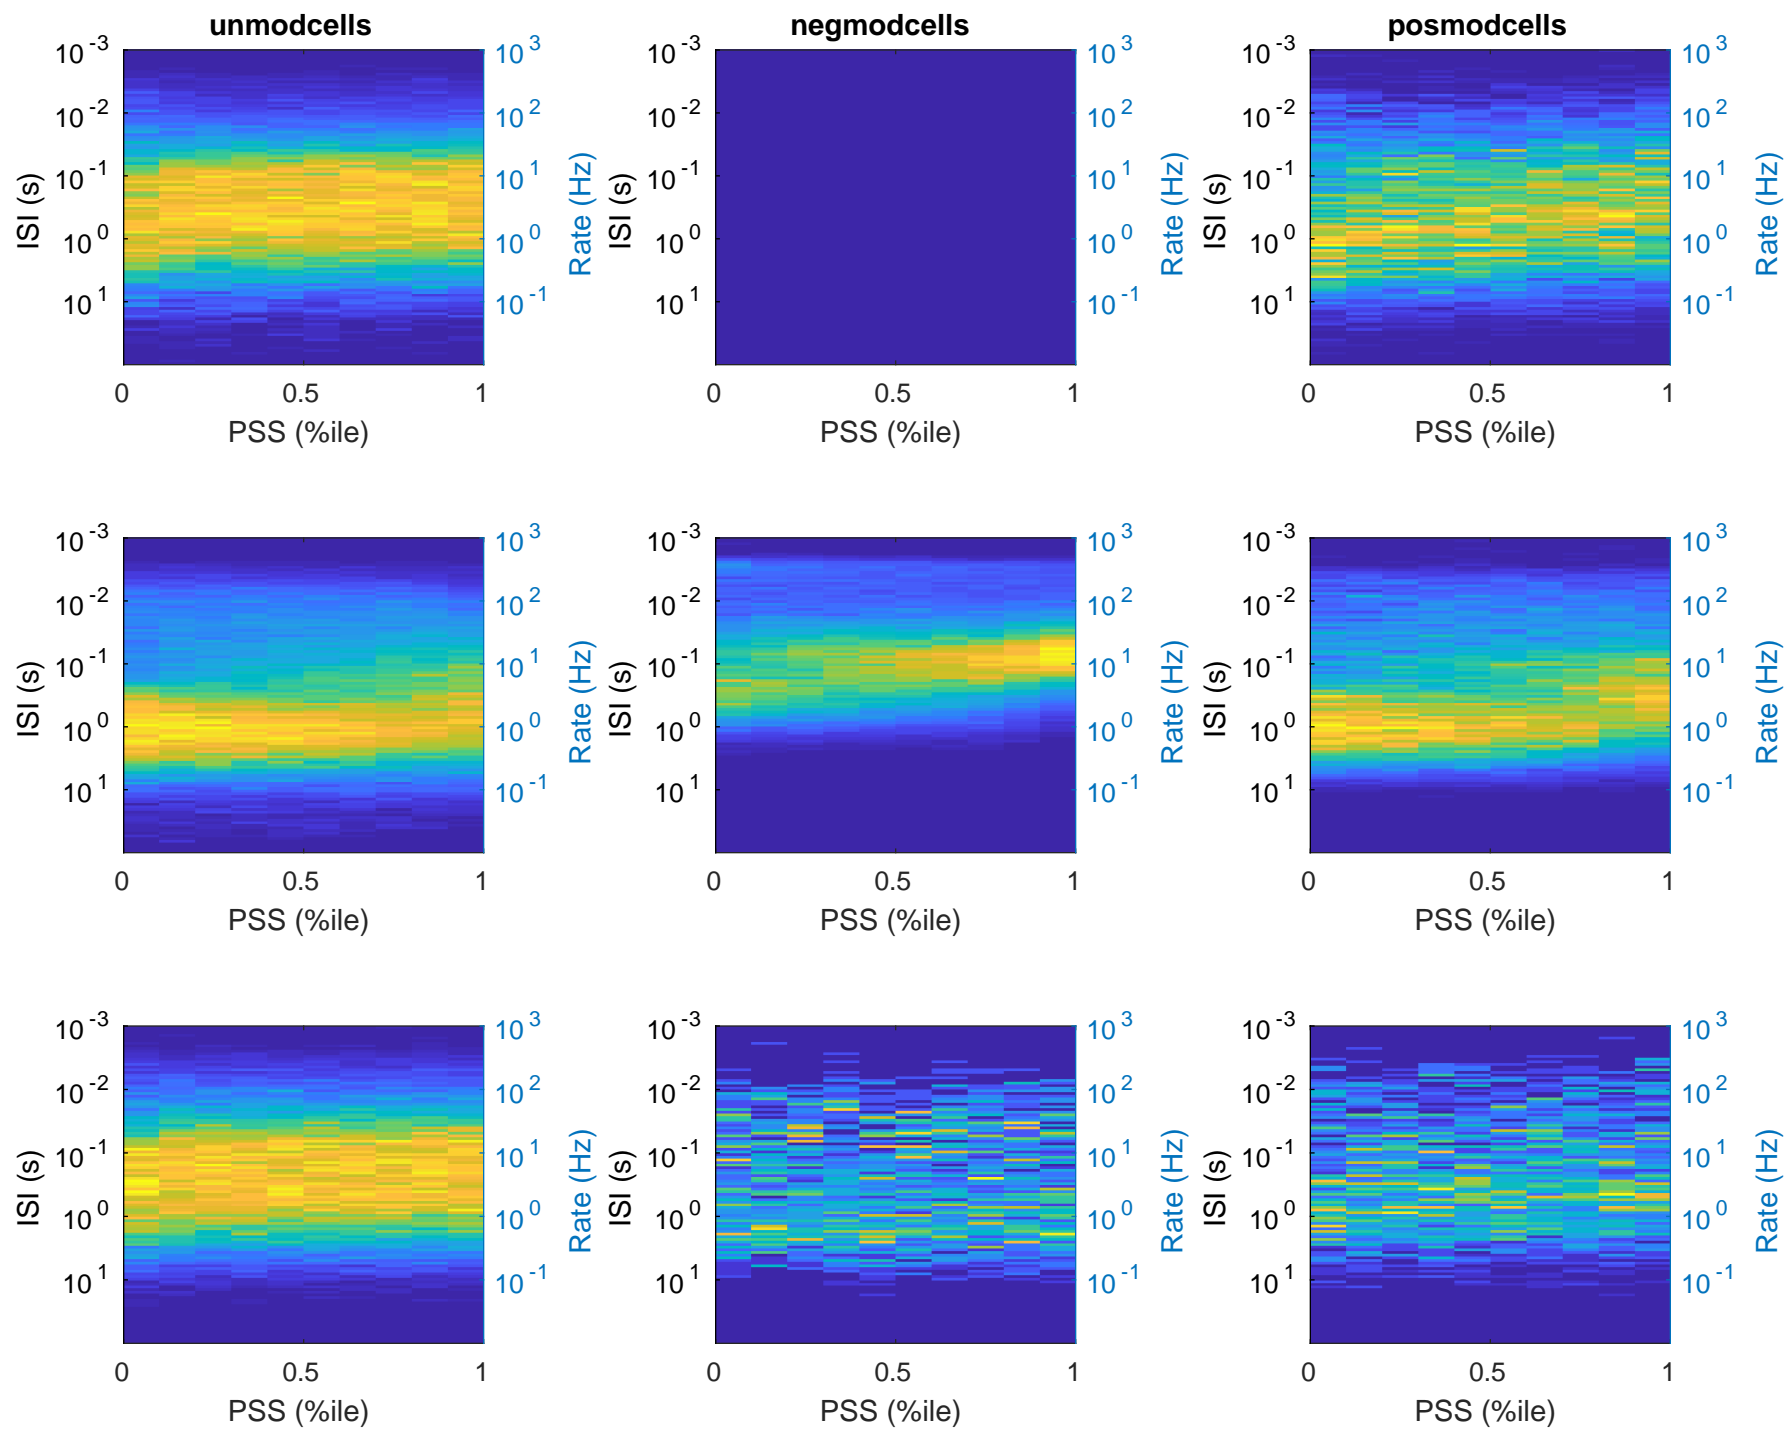 unmodcells negmodcells posmodcells
10^-3 10^3 10^-3 10^3 10^-3 10^3
10^-2 10^2 10^-2 10^2 10^-2 10^2
10^-1 10^1 10^-1 10^1 10^-1 10^1
ISI (s) Rate (Hz) ISI (s) Rate (Hz) ISI (s) Rate (Hz)
10^0 10^0 10^0 10^0 10^0 10^0
10^1 10^-1 10^1 10^-1 10^1 10^-1
0 0.5 1 0 0.5 1 0 0.5 1
PSS (%ile) PSS (%ile) PSS (%ile)
10^-3 10^3 10^-3 10^3 10^-3 10^3
10^-2 10^2 10^-2 10^2 10^-2 10^2
10^-1 10^1 10^-1 10^1 10^-1 10^1
ISI (s) Rate (Hz) ISI (s) Rate (Hz) ISI (s) Rate (Hz)
10^0 10^0 10^0 10^0 10^0 10^0
10^1 10^-1 10^1 10^-1 10^1 10^-1
0 0.5 1 0 0.5 1 0 0.5 1
PSS (%ile) PSS (%ile) PSS (%ile)
10^-3 10^3 10^-3 10^3 10^-3 10^3
10^-2 10^2 10^-2 10^2 10^-2 10^2
10^-1 10^1 10^-1 10^1 10^-1 10^1
ISI (s) Rate (Hz) ISI (s) Rate (Hz) ISI (s) Rate (Hz)
10^0 10^0 10^0 10^0 10^0 10^0
10^1 10^-1 10^1 10^-1 10^1 10^-1
0 0.5 1 0 0.5 1 0 0.5 1
PSS (%ile) PSS (%ile) PSS (%ile)